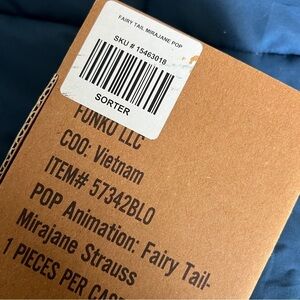 FAIRY TAIL MIRAJANE POP
SKU # 15463018
SORTER
FUNKO LLC
COO: Vietnam
ITEM# 57342BLO
POP Animation: Fairy Tail-
Mirajane Strauss
1 PIECES PER CASE